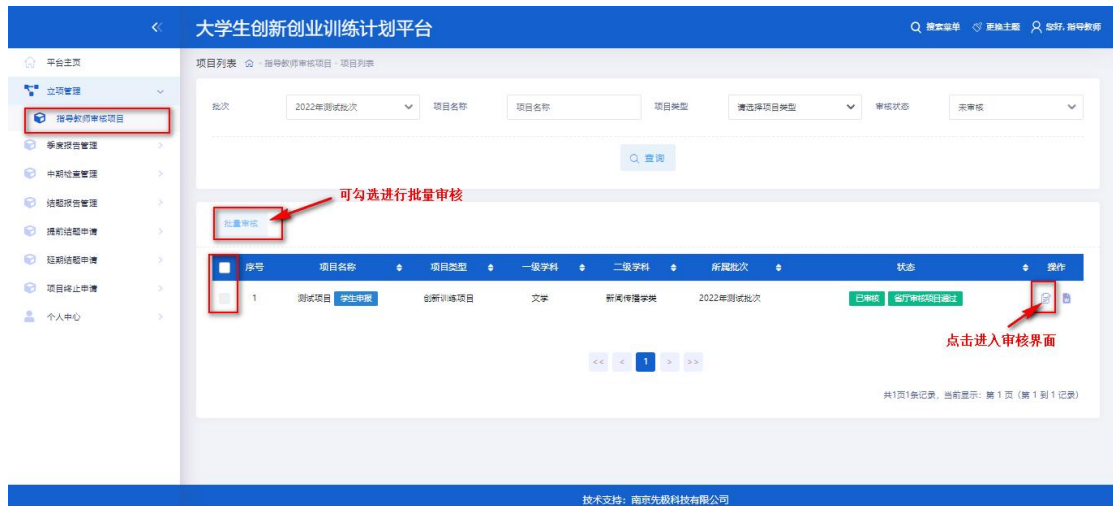 大学生创新创业训练计划平台
搜索菜单 更换主题 您好, 指导教师
平台主页
立项管理
指导教师审核项目
季度报告管理
中期检查管理
结题报告管理
提前结题申请
延期结题申请
项目终止申请
个人中心
项目列表 - 指导教师审核项目 - 项目列表
批次 2022年测试批次 项目名称 项目名称 项目类型 请选择项目类型 审核状态 未审核
查询
可勾选进行批量审核
批量审核
序号 项目名称 项目类型 一级学科 二级学科 所属批次 状态 操作
1 测试项目 学生申报 创新训练项目 文学 新闻传播学类 2022年测试批次 已审核 省厅审核项目通过
点击进入审核界面
<< < 1 > >>
共1页1条记录, 当前显示: 第 1 页 (第 1 到 1 记录)
技术支持: 南京先极科技有限公司